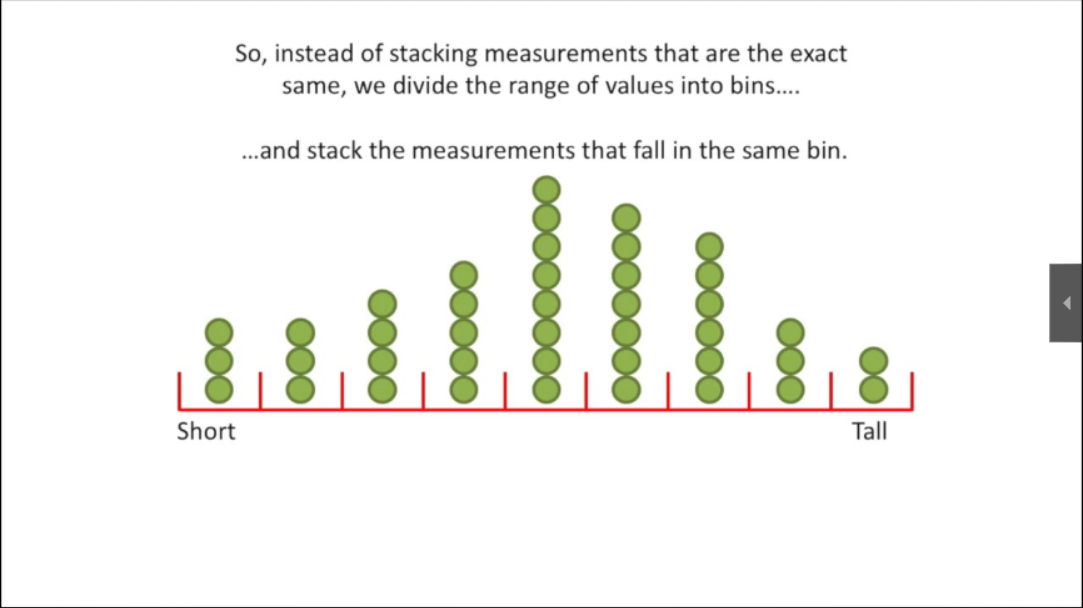 So, instead of stacking measurements that are the exact
same, we divide the range of values into bins....
...and stack the measurements that fall in the same bin.
Short
Tall